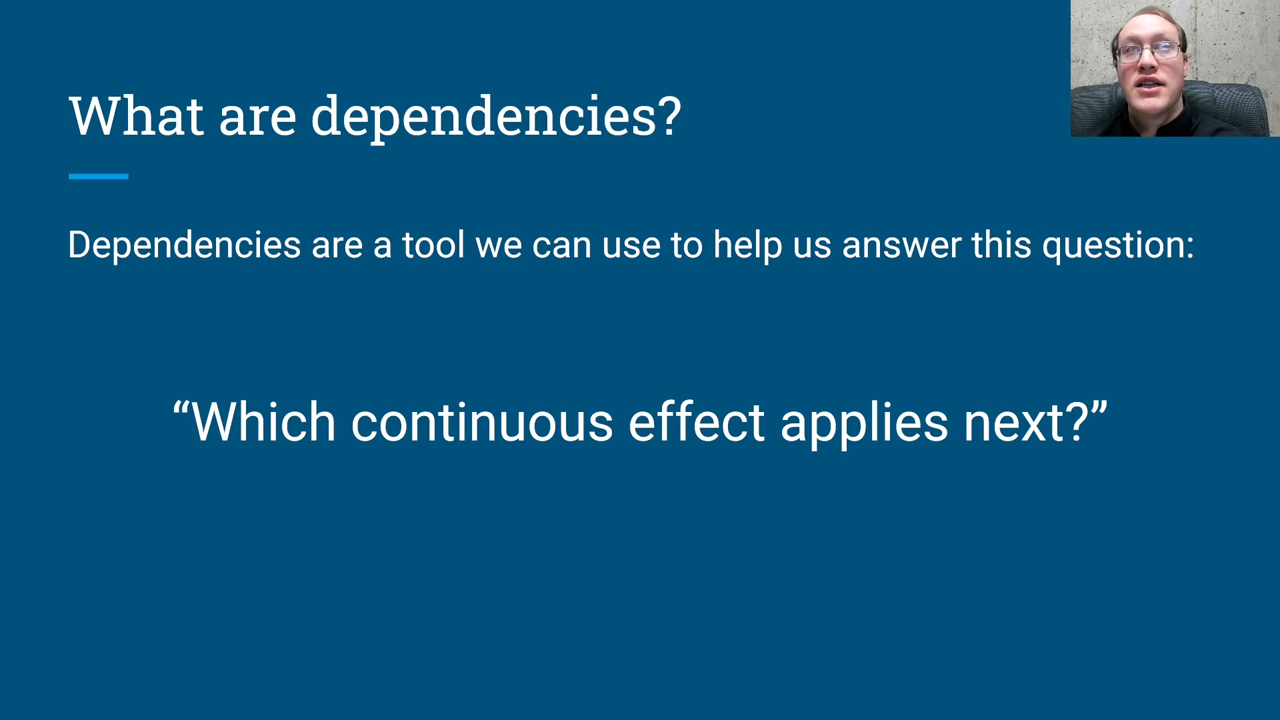 What are dependencies?
Dependencies are a tool we can use to help us answer this question:
“Which continuous effect applies next?”